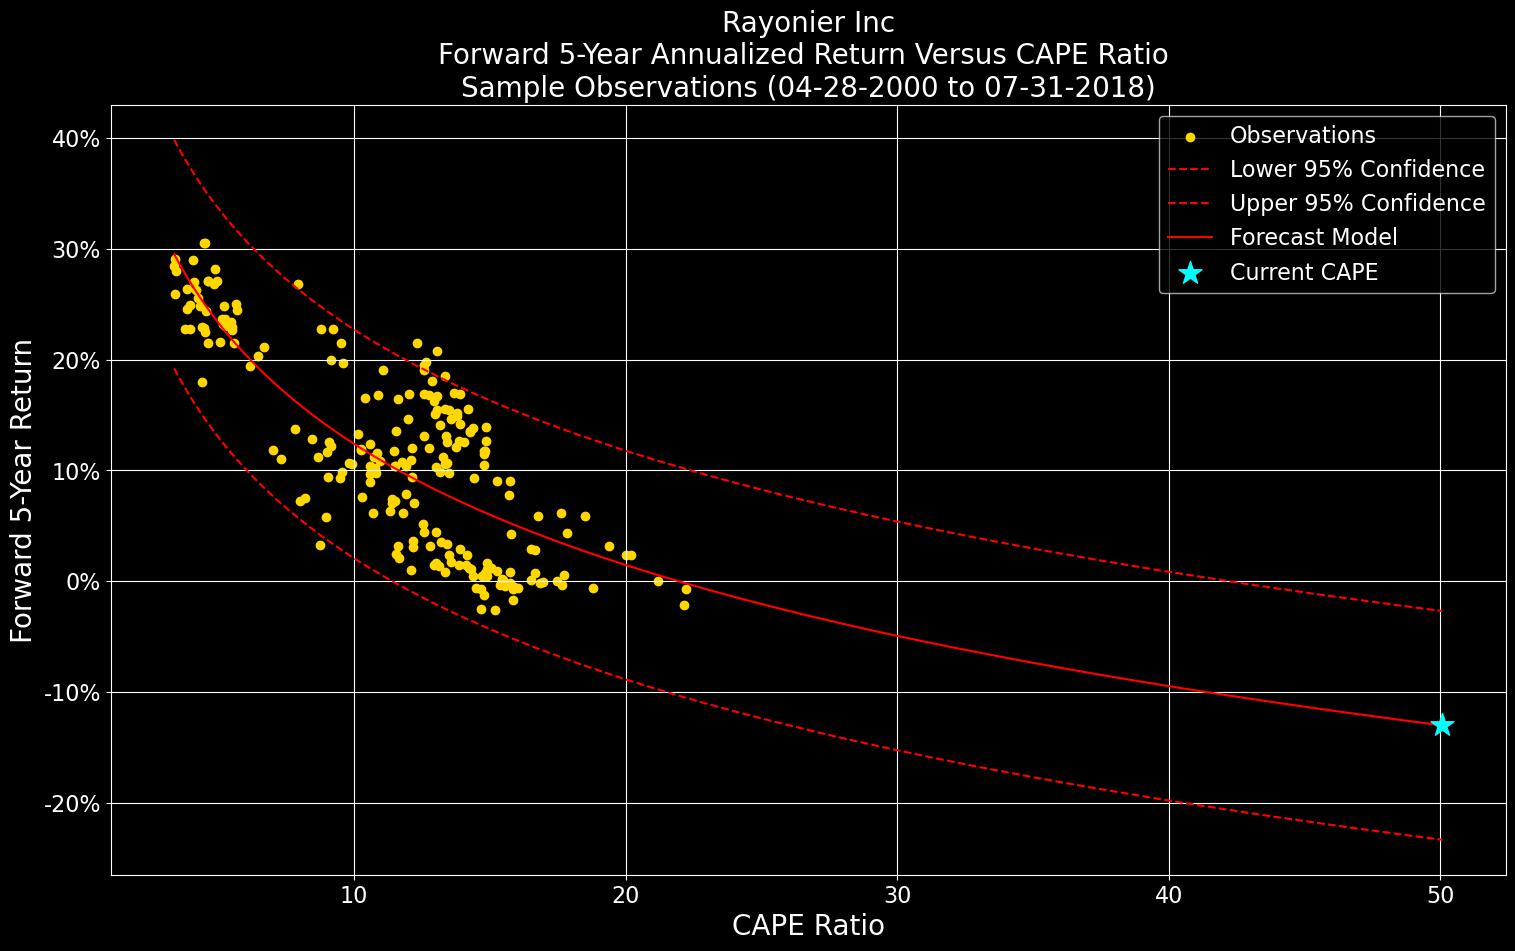 Rayonier Inc
Forward 5-Year Annualized Return Versus CAPE Ratio
Sample Observations (04-28-2000 to 07-31-2018)
Observations
Lower 95% Confidence
Upper 95% Confidence
Forecast Model
Current CAPE
Forward 5-Year Return
40%
30%
20%
10%
0%
-10%
-20%
10 20 30 40 50
CAPE Ratio